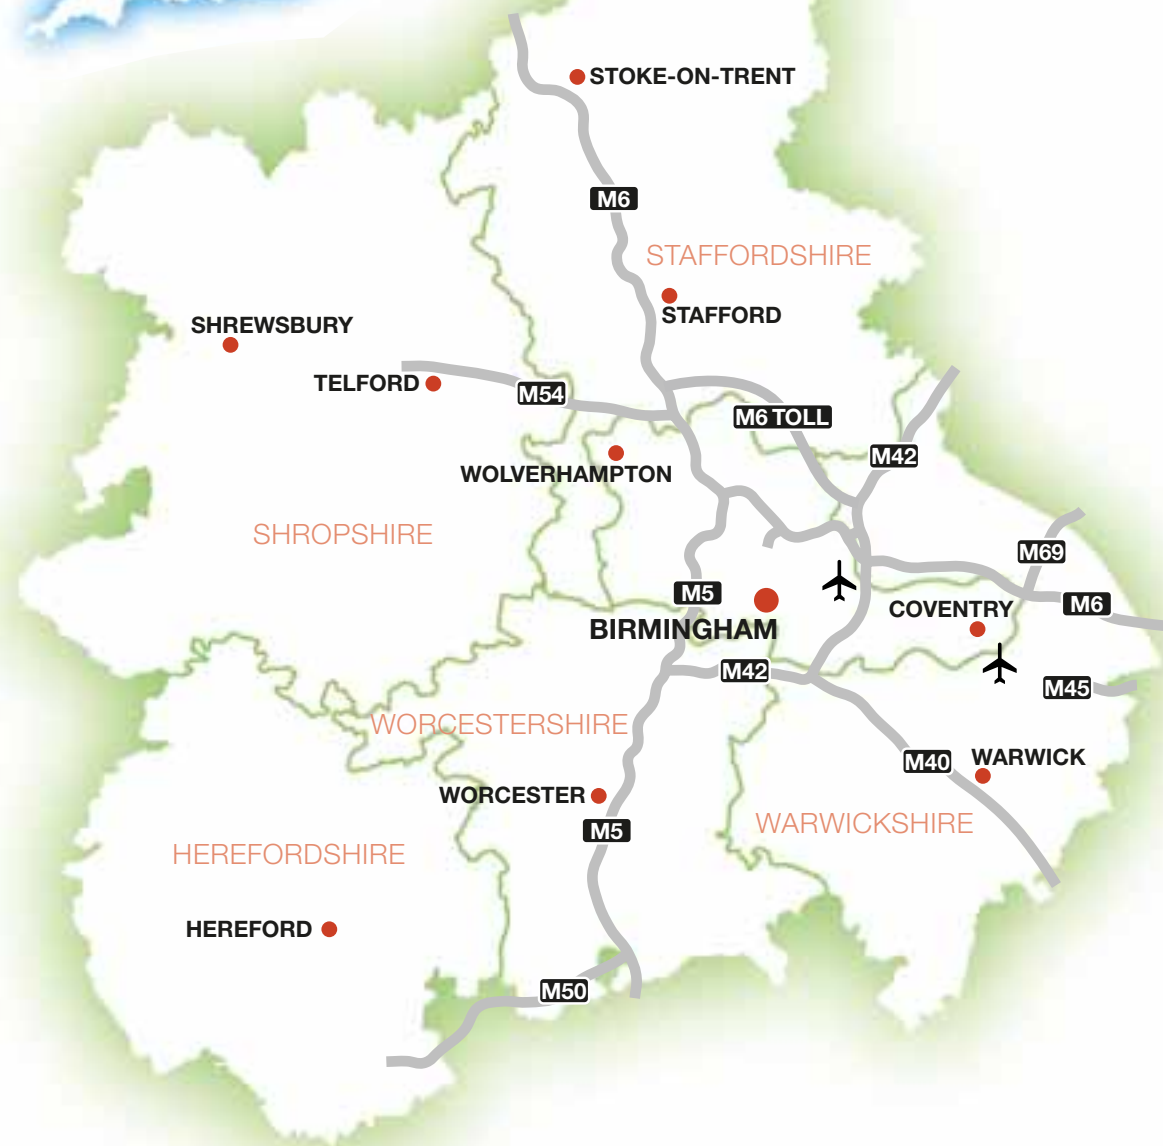 STOKE-ON-TRENT
M6
STAFFORDSHIRE
STAFFORD
SHREWSBURY
TELFORD
M54
M6 TOLL
M42
WOLVERHAMPTON
SHROPSHIRE
M69
M5
M6
COVENTRY
BIRMINGHAM
M42
M45
WORCESTERSHIRE
M40
WARWICK
WORCESTER
M5
WARWICKSHIRE
HEREFORDSHIRE
HEREFORD
M50